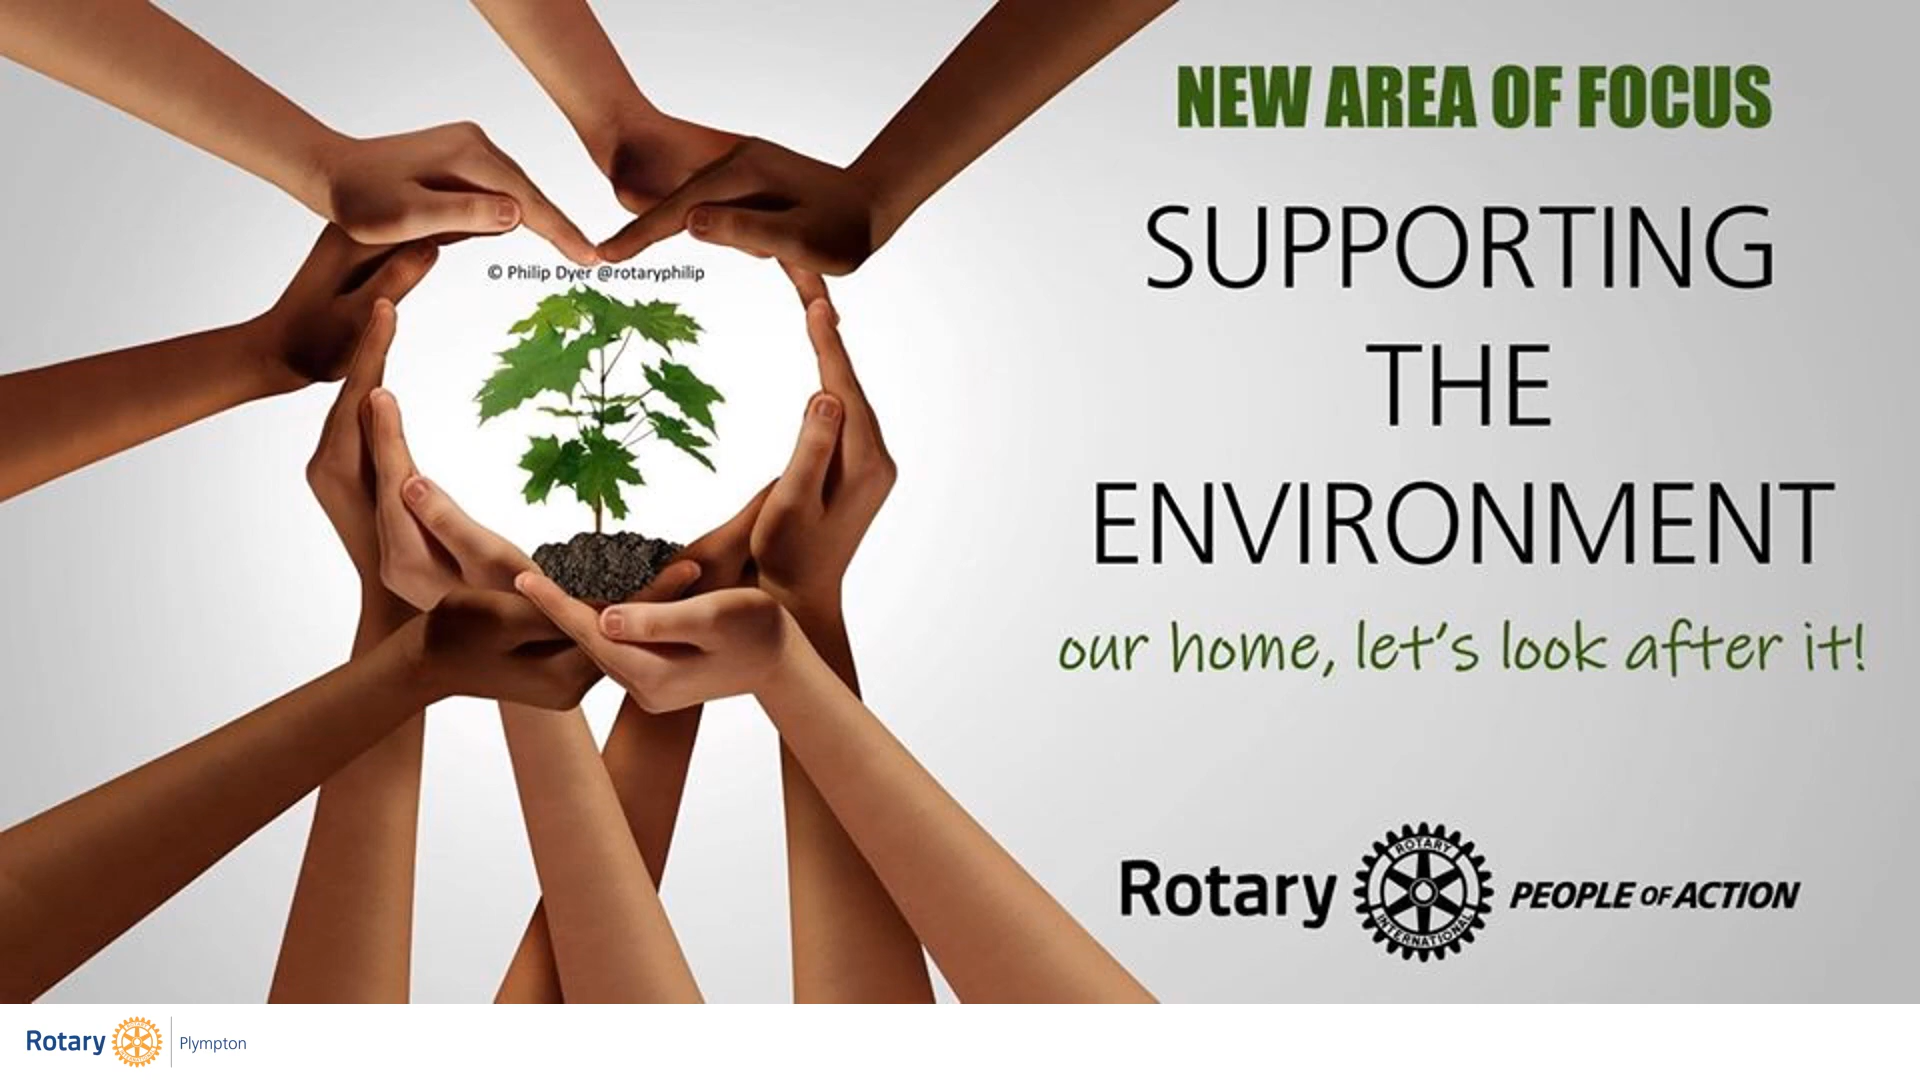 NEW AREA OF FOCUS
SUPPORTING
THE
ENVIRONMENT
our home, let's look after it!
© Philip Dyer @rotaryphilip
Rotary
ROTARY
INTERNATIONAL
PEOPLE OF ACTION
Rotary
Plympton